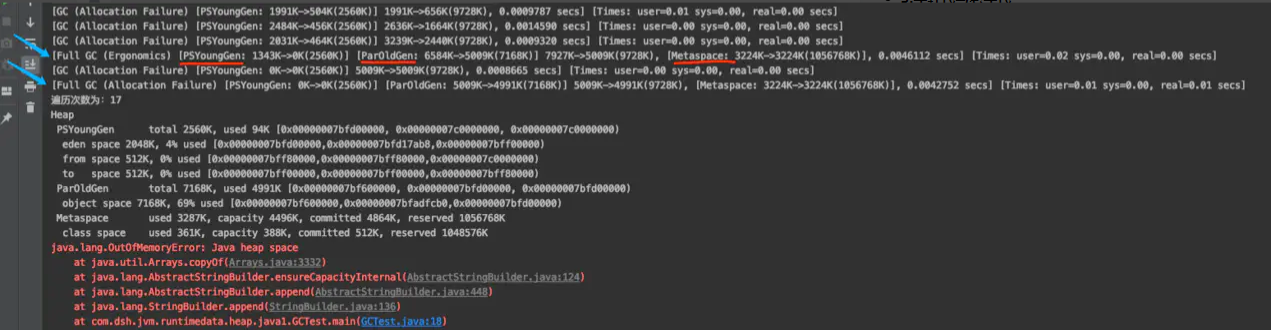 [GC (Allocation Failure) [PSYoungGen: 1991K->504K(2560K)] 1991K->656K(9728K), 0.0009787 secs] [Times: user=0.01 sys=0.00, real=0.00 secs]
[GC (Allocation Failure) [PSYoungGen: 2484K->456K(2560K)] 2636K->1664K(9728K), 0.0014590 secs] [Times: user=0.00 sys=0.00, real=0.00 secs]
[GC (Allocation Failure) [PSYoungGen: 2031K->464K(2560K)] 3239K->2440K(9728K), 0.0009320 secs] [Times: user=0.00 sys=0.00, real=0.00 secs]
[Full GC (Ergonomics) [PSYoungGen: 1343K->0K(2560K)] [ParOldGen: 6584K->5009K(7168K)] 7927K->5009K(9728K), [Metaspace: 3224K->3224K(1056768K)], 0.0046112 secs] [Times: user=0.02 sys=0.00, real=0.00 secs]
[GC (Allocation Failure) [PSYoungGen: 0K->0K(2560K)] 5009K->5009K(9728K), 0.0008665 secs] [Times: user=0.00 sys=0.00, real=0.00 secs]
[Full GC (Allocation Failure) [PSYoungGen: 0K->0K(2560K)] [ParOldGen: 5009K->4991K(7168K)] 5009K->4991K(9728K), [Metaspace: 3224K->3224K(1056768K)], 0.0042752 secs] [Times: user=0.01 sys=0.00, real=0.01 secs]
遍历次数为：17
Heap
PSYoungGen total 2560K, used 94K [0x00000007bfd00000, 0x00000007c0000000, 0x00000007c0000000)
eden space 2048K, 4% used [0x00000007bfd00000,0x00000007bfd17ab8,0x00000007bff00000)
from space 512K, 0% used [0x00000007bff80000,0x00000007bff80000,0x00000007c0000000)
to space 512K, 0% used [0x00000007bff00000,0x00000007bff00000,0x00000007bff80000)
ParOldGen total 7168K, used 4991K [0x00000007bf600000, 0x00000007bfd00000, 0x00000007bfd00000)
object space 7168K, 69% used [0x00000007bf600000,0x00000007bfadfcb0,0x00000007bfd00000)
Metaspace used 3287K, capacity 4496K, committed 4864K, reserved 1056768K
class space used 361K, capacity 388K, committed 512K, reserved 1048576K
java.lang.OutOfMemoryError: Java heap space
at java.util.Arrays.copyOf(Arrays.java:3332)
at java.lang.AbstractStringBuilder.ensureCapacityInternal(AbstractStringBuilder.java:124)
at java.lang.AbstractStringBuilder.append(AbstractStringBuilder.java:448)
at java.lang.StringBuilder.append(StringBuilder.java:136)
at com.dsh.jvm.runtimedata.heap.java1.GCTest.main(GCTest.java:18)